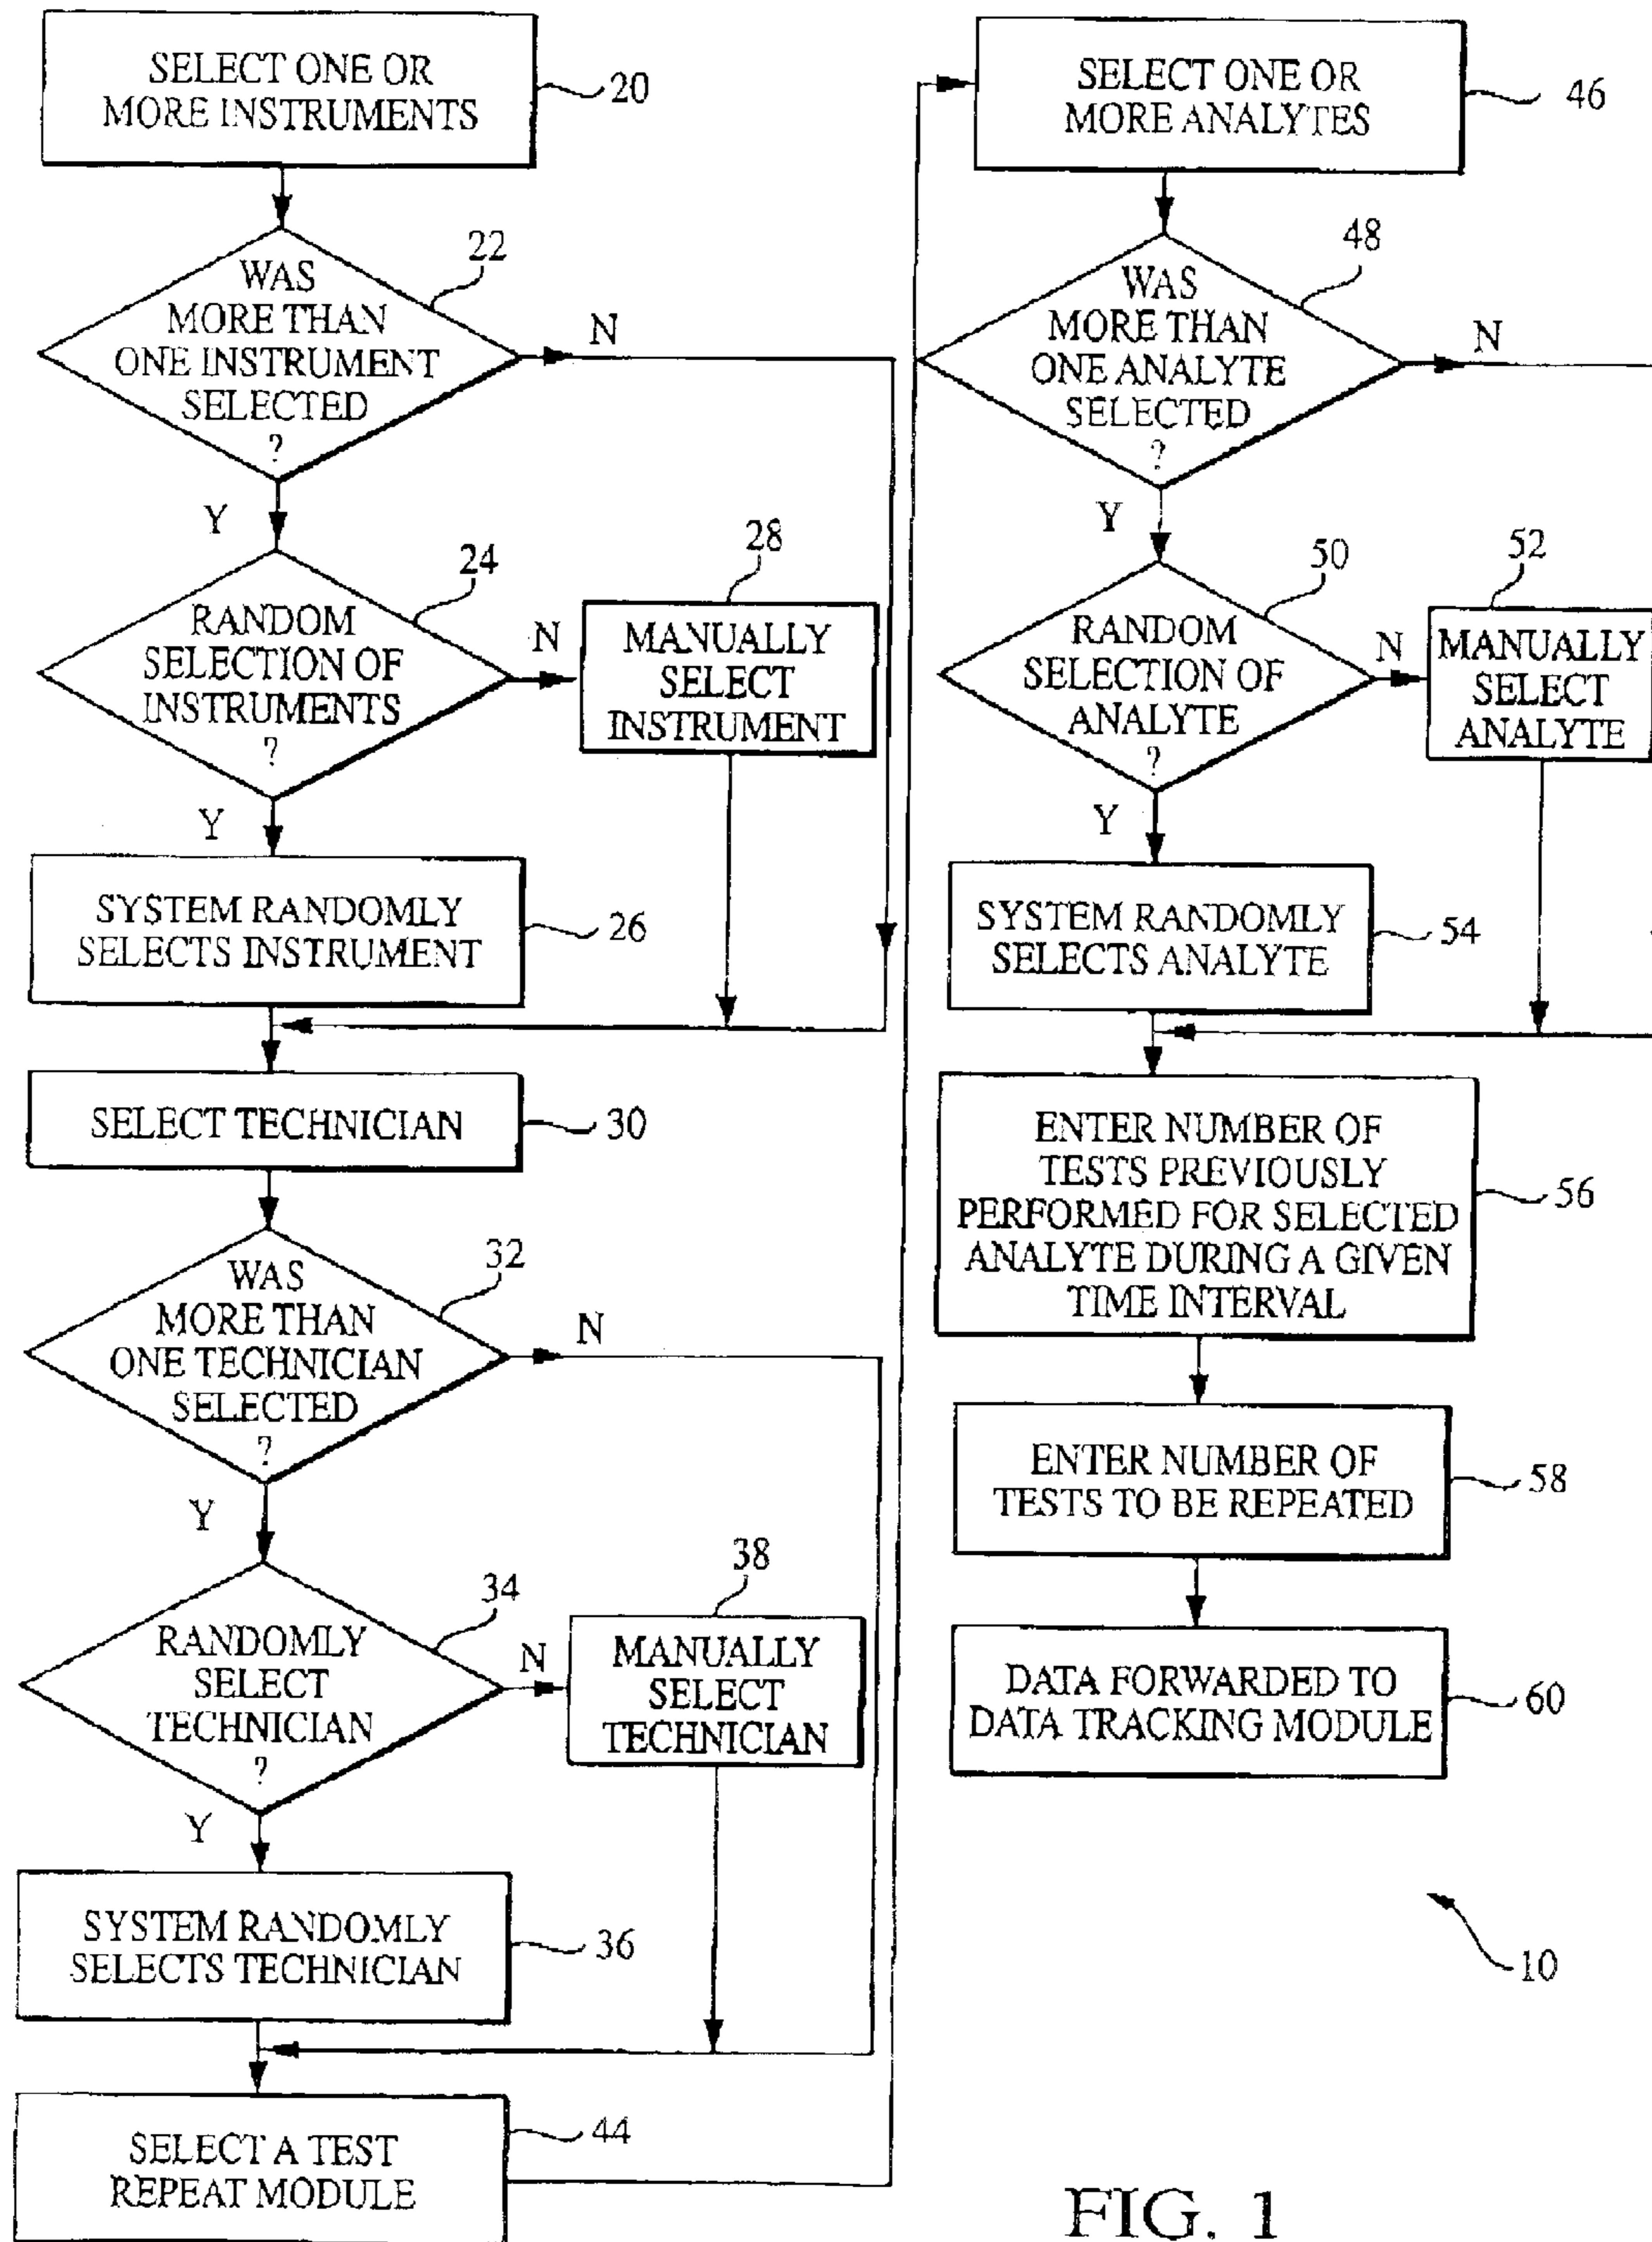 SELECT ONE OR
MORE INSTRUMENTS
20
WAS
MORE THAN
ONE INSTRUMENT
SELECTED
?
22
N
Y
RANDOM
SELECTION OF
INSTRUMENTS
?
24
N
28
MANUALLY
SELECT
INSTRUMENT
Y
SYSTEM RANDOMLY
SELECTS INSTRUMENT
26
SELECT TECHNICIAN
30
WAS
MORE THAN
ONE TECHNICIAN
SELECTED
?
32
N
Y
RANDOMLY
SELECT
TECHNICIAN
?
34
N
38
MANUALLY
SELECT
TECHNICIAN
Y
SYSTEM RANDOMLY
SELECTS TECHNICIAN
36
SELECT A TEST
REPEAT MODULE
44
SELECT ONE OR
MORE ANALYTES
46
WAS
MORE THAN
ONE ANALYTE
SELECTED
?
48
N
Y
RANDOM
SELECTION OF
ANALYTE
?
50
N
52
MANUALLY
SELECT
ANALYTE
Y
SYSTEM RANDOMLY
SELECTS ANALYTE
54
ENTER NUMBER OF
TESTS PREVIOUSLY
PERFORMED FOR SELECTED
ANALYTE DURING A GIVEN
TIME INTERVAL
56
ENTER NUMBER OF
TESTS TO BE REPEATED
58
DATA FORWARDED TO
DATA TRACKING MODULE
60
10
FIG. 1